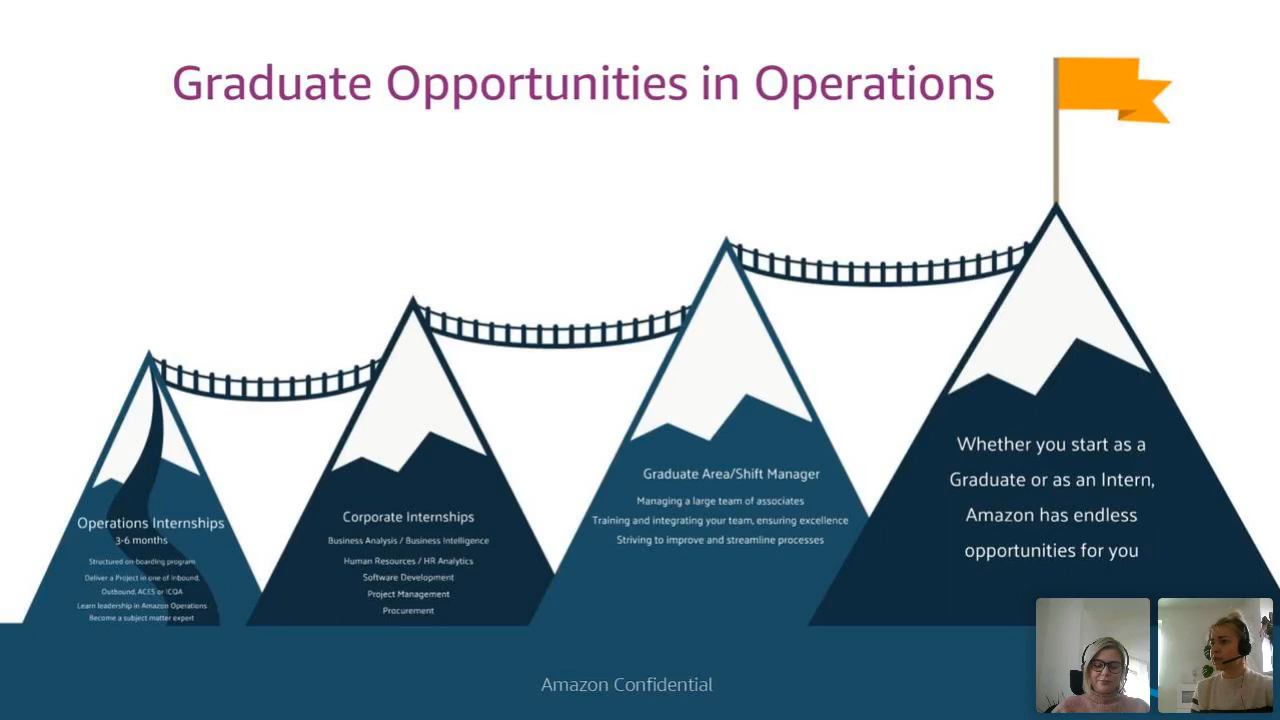 Graduate Opportunities in Operations
Operations Internships
3-6 months
Structured on-boarding program
Deliver a Project in one of Inbound,
Outbound, ACES or ICQA
Learn leadership in Amazon Operations
Become a subject matter expert
Corporate Internships
Business Analysis / Business Intelligence
Human Resources / HR Analytics
Software Development
Project Management
Procurement
Graduate Area/Shift Manager
Managing a large team of associates
Training and integrating your team, ensuring excellence
Striving to improve and streamline processes
Whether you start as a
Graduate or as an Intern,
Amazon has endless
opportunities for you
Amazon Confidential